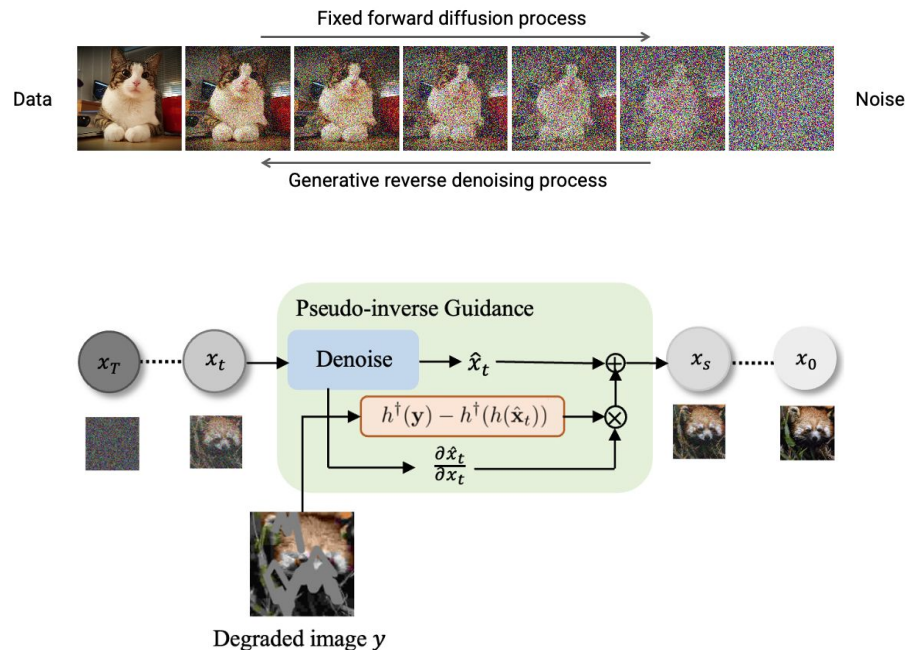 Fixed forward diffusion process
Data
Noise
Generative reverse denoising process
Pseudo-inverse Guidance
x_T
x_t
Denoise
x̂_t
x_s
x_0
h†(y) − h†(h(x̂_t))
∂x̂_t/∂x_t
Degraded image y